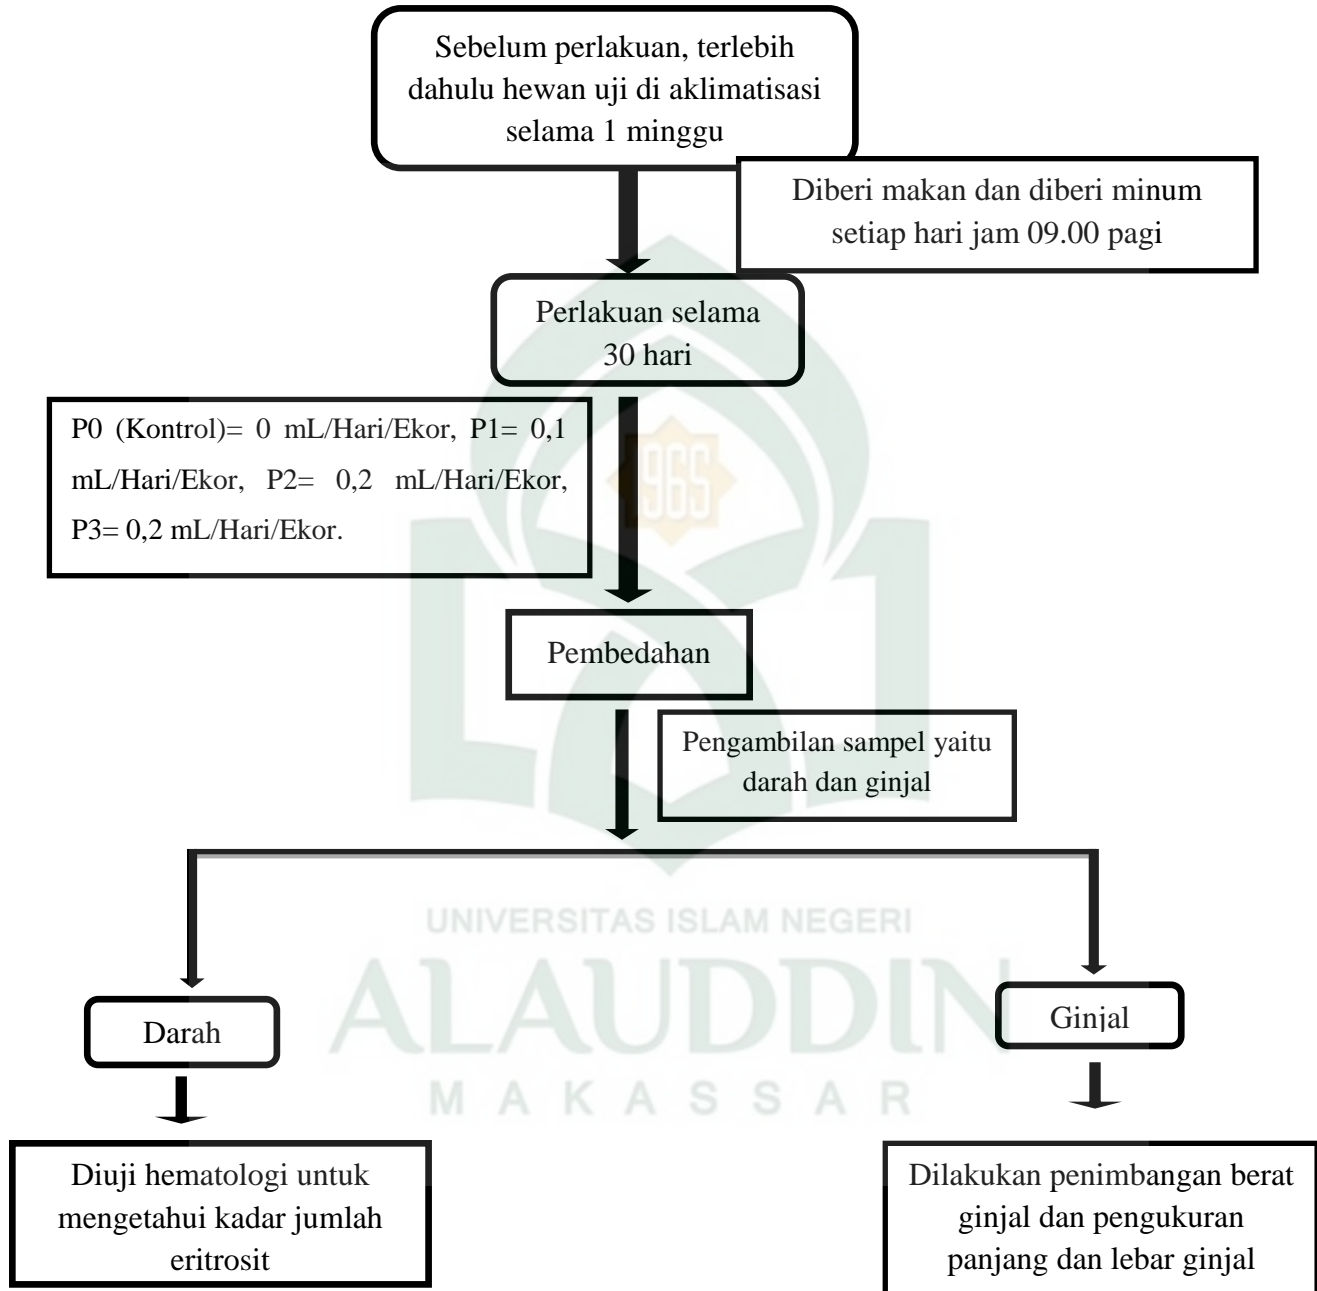 Sebelum perlakuan, terlebih
dahulu hewan uji di aklimatisasi
selama 1 minggu
Diberi makan dan diberi minum
setiap hari jam 09.00 pagi
Perlakuan selama
30 hari
P0 (Kontrol)= 0 mL/Hari/Ekor, P1= 0,1
mL/Hari/Ekor, P2= 0,2 mL/Hari/Ekor,
P3= 0,2 mL/Hari/Ekor.
1965
Pembedahan
Pengambilan sampel yaitu
darah dan ginjal
UNIVERSITAS ISLAM NEGERI
ALAUDDIN
MAKASSAR
Darah
Ginjal
Diuji hematologi untuk
mengetahui kadar jumlah
eritrosit
Dilakukan penimbangan berat
ginjal dan pengukuran
panjang dan lebar ginjal